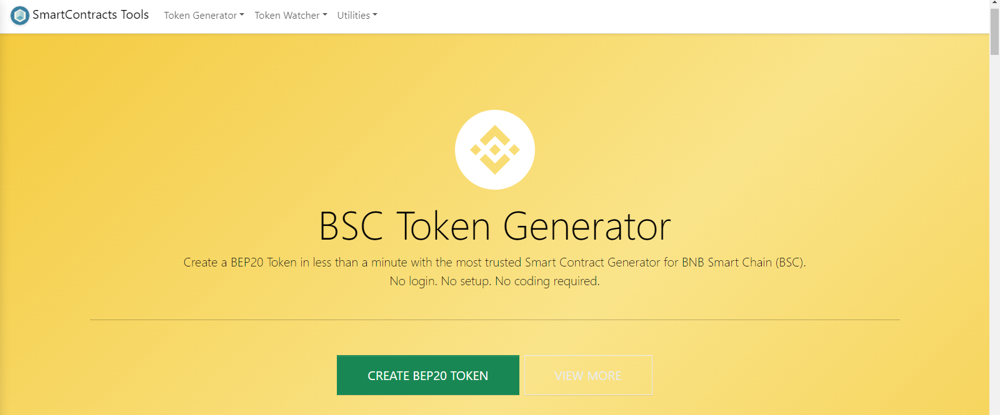 SmartContracts Tools Token Generator Token Watcher Utilities
BSC Token Generator
Create a BEP20 Token in less than a minute with the most trusted Smart Contract Generator for BNB Smart Chain (BSC).
No login. No setup. No coding required.
CREATE BEP20 TOKEN VIEW MORE